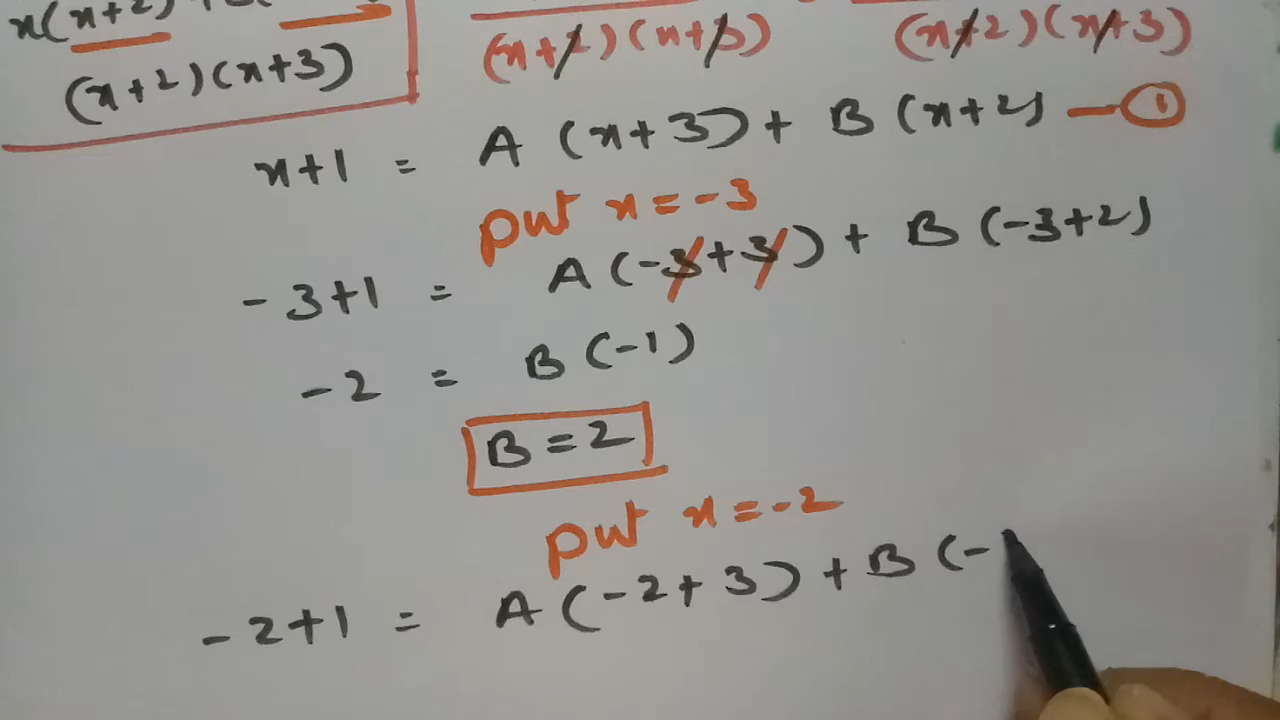 x(x+2)
(x+2)(x+3)
(x+2)(x+3)
(x+2)(x+3)
x+1 = A(x+3) + B(x+2) — ①
put x = -3
-3+1 = A(-3+3) + B(-3+2)
-2 = B(-1)
B = 2
put x = -2
-2+1 = A(-2+3) + B(-